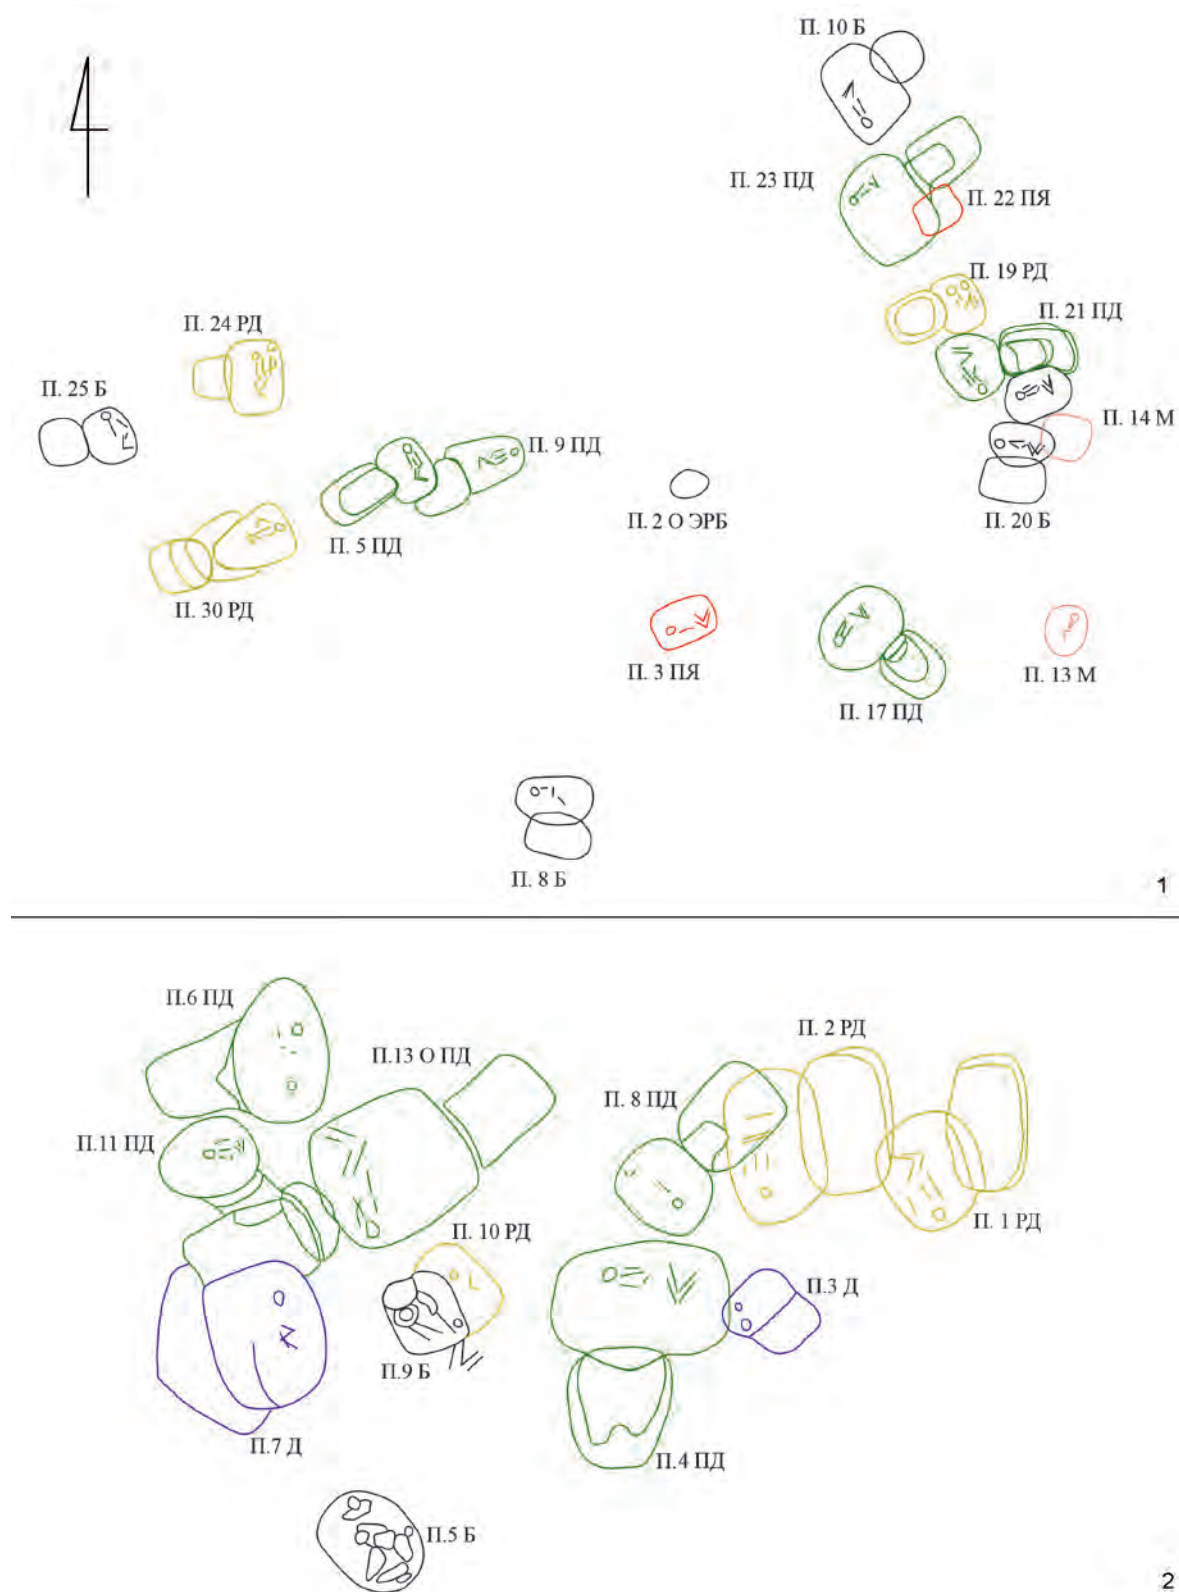 П. 10 Б
П. 23 ПД
П. 22 ПЯ
П. 19 РД
П. 21 ПД
П. 24 РД
П. 25 Б
П. 14 М
П. 9 ПД
П. 2 О ЭРБ
П. 20 Б
П. 5 ПД
П. 30 РД
П. 3 ПЯ
П. 13 М
П. 17 ПД
П. 8 Б
1
П.6 ПД
П. 2 РД
П.13 О ПД
П. 8 ПД
П.11 ПД
П. 1 РД
П. 10 РД
П.3 Д
П.9 Б
П.7 Д
П.4 ПД
П.5 Б
2